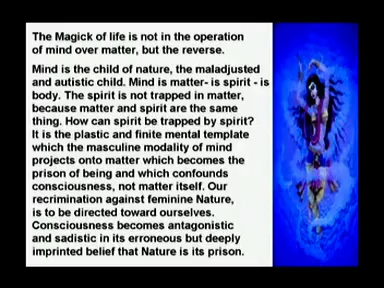 The Magick of life is not in the operation
of mind over matter, but the reverse.
Mind is the child of nature, the maladjusted
and autistic child. Mind is matter- is spirit - is
body. The spirit is not trapped in matter,
because matter and spirit are the same
thing. How can spirit be trapped by spirit?
It is the plastic and finite mental template
which the masculine modality of mind
projects onto matter which becomes the
prison of being and which confounds
consciousness, not matter itself. Our
recrimination against feminine Nature,
is to be directed toward ourselves.
Consciousness becomes antagonistic
and sadistic in its erroneous but deeply
imprinted belief that Nature is its prison.